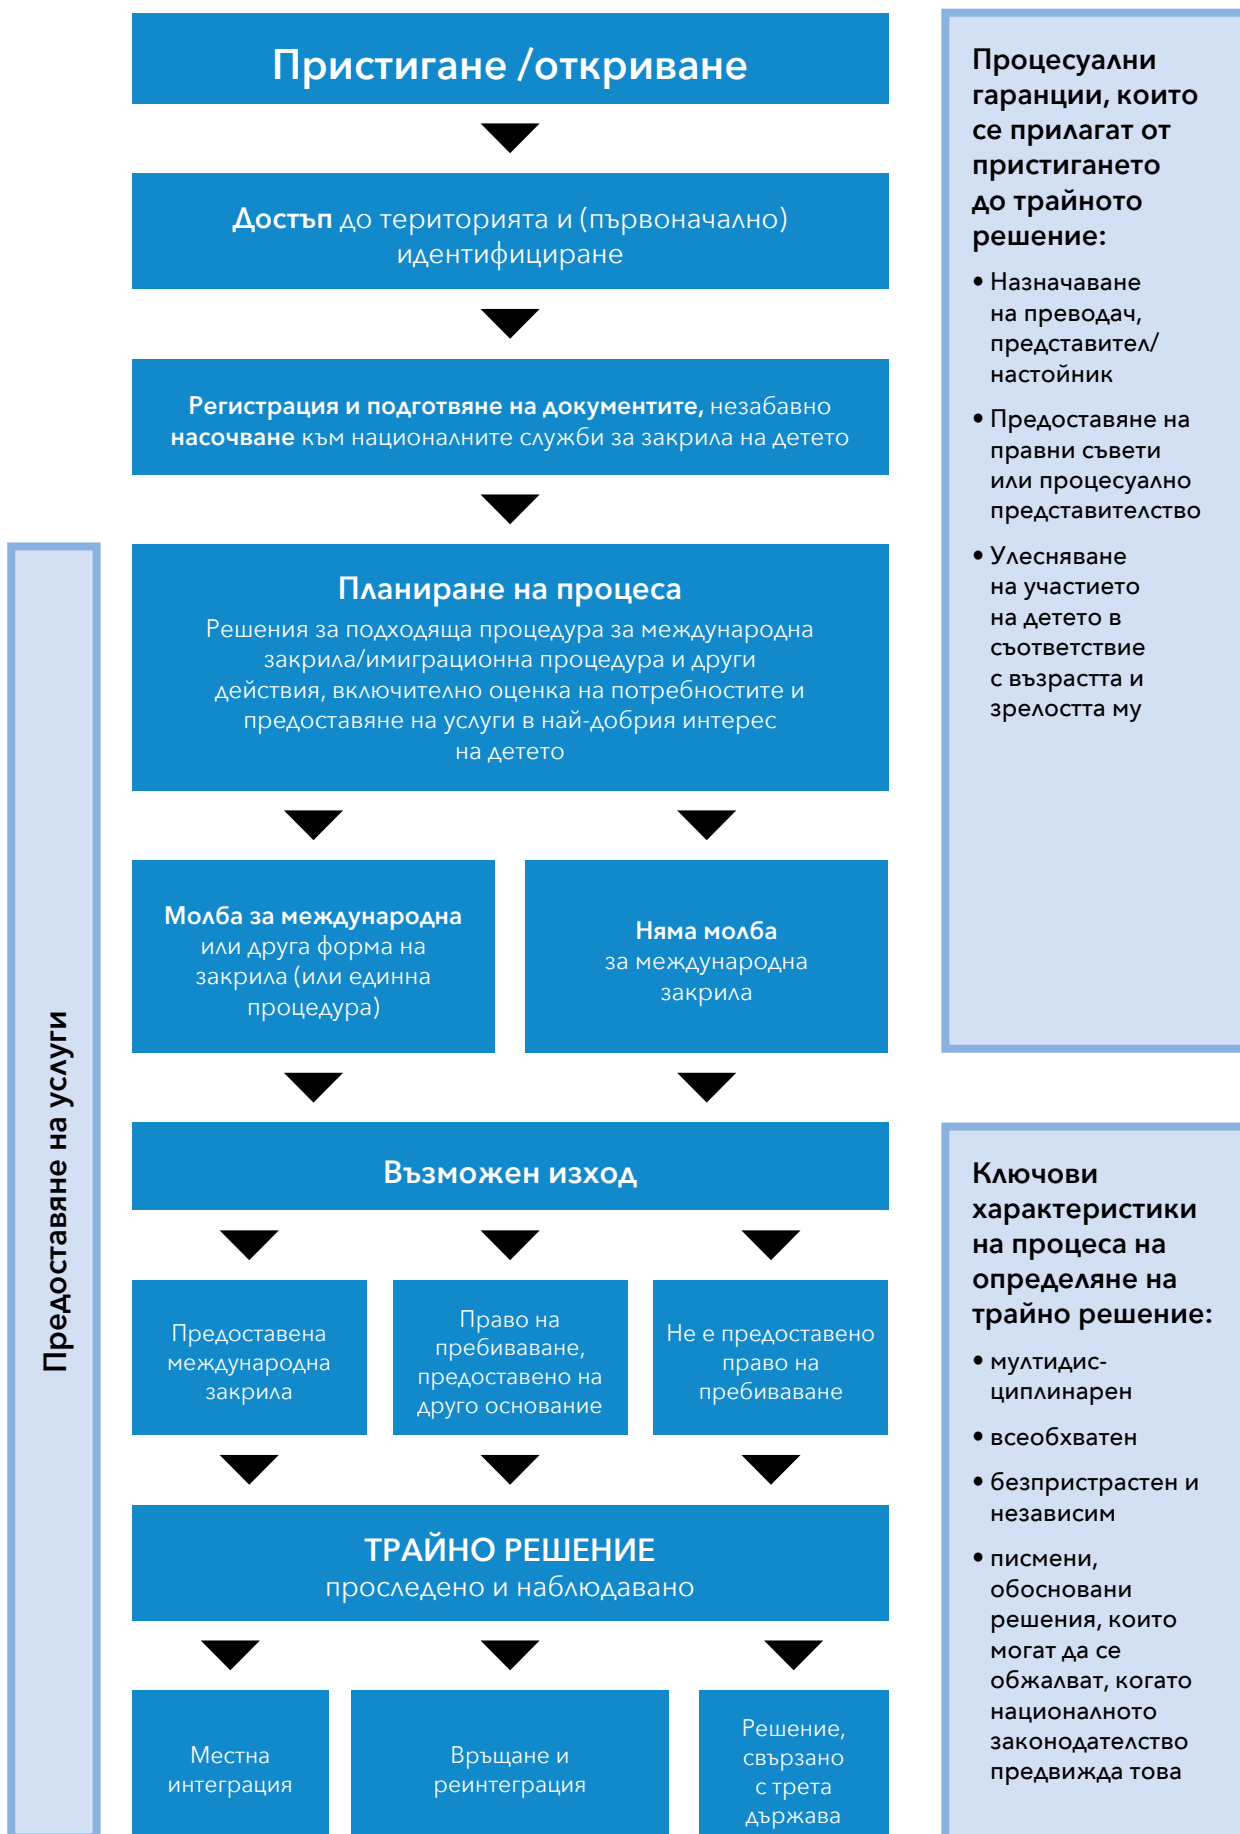 Пристигане /откриване
Достъп до територията и (първоначално)
идентифициране
Регистрация и подготвяне на документите, незабавно
насочване към националните служби за закрила на детето
Планиране на процеса
Решения за подходяща процедура за международна
закрила/имиграционна процедура и други
действия, включително оценка на потребностите и
предоставяне на услуги в най-добрия интерес
на детето
Молба за международна
или друга форма на
закрила (или единна
процедура)
Няма молба
за международна
закрила
Възможен изход
Предоставена
международна
закрила
Право на
пребиваване,
предоставено на
друго основание
Не е предоставено
право на
пребиваване
ТРАЙНО РЕШЕНИЕ
проследено и наблюдавано
Местна
интеграция
Връщане и
реинтеграция
Решение,
свързано
с трета
държава
Предоставяне на услуги
Процесуални
гаранции, които
се прилагат от
пристигането
до трайното
решение:
• Назначаване
на преводач,
представител/
настойник
• Предоставяне на
правни съвети
или процесуално
представителство
• Улесняване
на участието
на детето в
съответствие
с възрастта и
зрелостта му
Ключови
характеристики
на процеса на
определяне на
трайно решение:
• мултидис-
циплинарен
• всеобхватен
• безпристрастен и
независим
• писмени,
обосновани
решения, които
могат да се
обжалват, когато
националното
законодателство
предвижда това